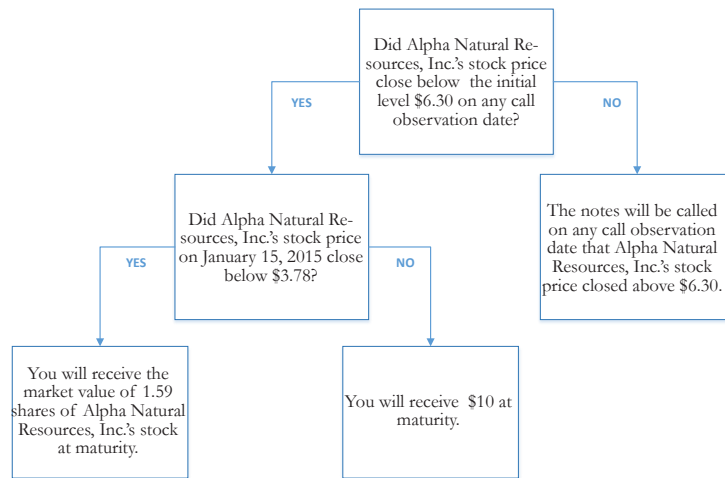 Did Alpha Natural Re-
sources, Inc.'s stock price
close below the initial
level $6.30 on any call
observation date?
YES
NO
Did Alpha Natural Re-
sources, Inc.'s stock price
on January 15, 2015 close
below $3.78?
The notes will be called
on any call observation
date that Alpha Natural
Resources, Inc.'s stock
price closed above $6.30.
YES
NO
You will receive the
market value of 1.59
shares of Alpha Natural
Resources, Inc.'s stock
at maturity.
You will receive $10 at
maturity.